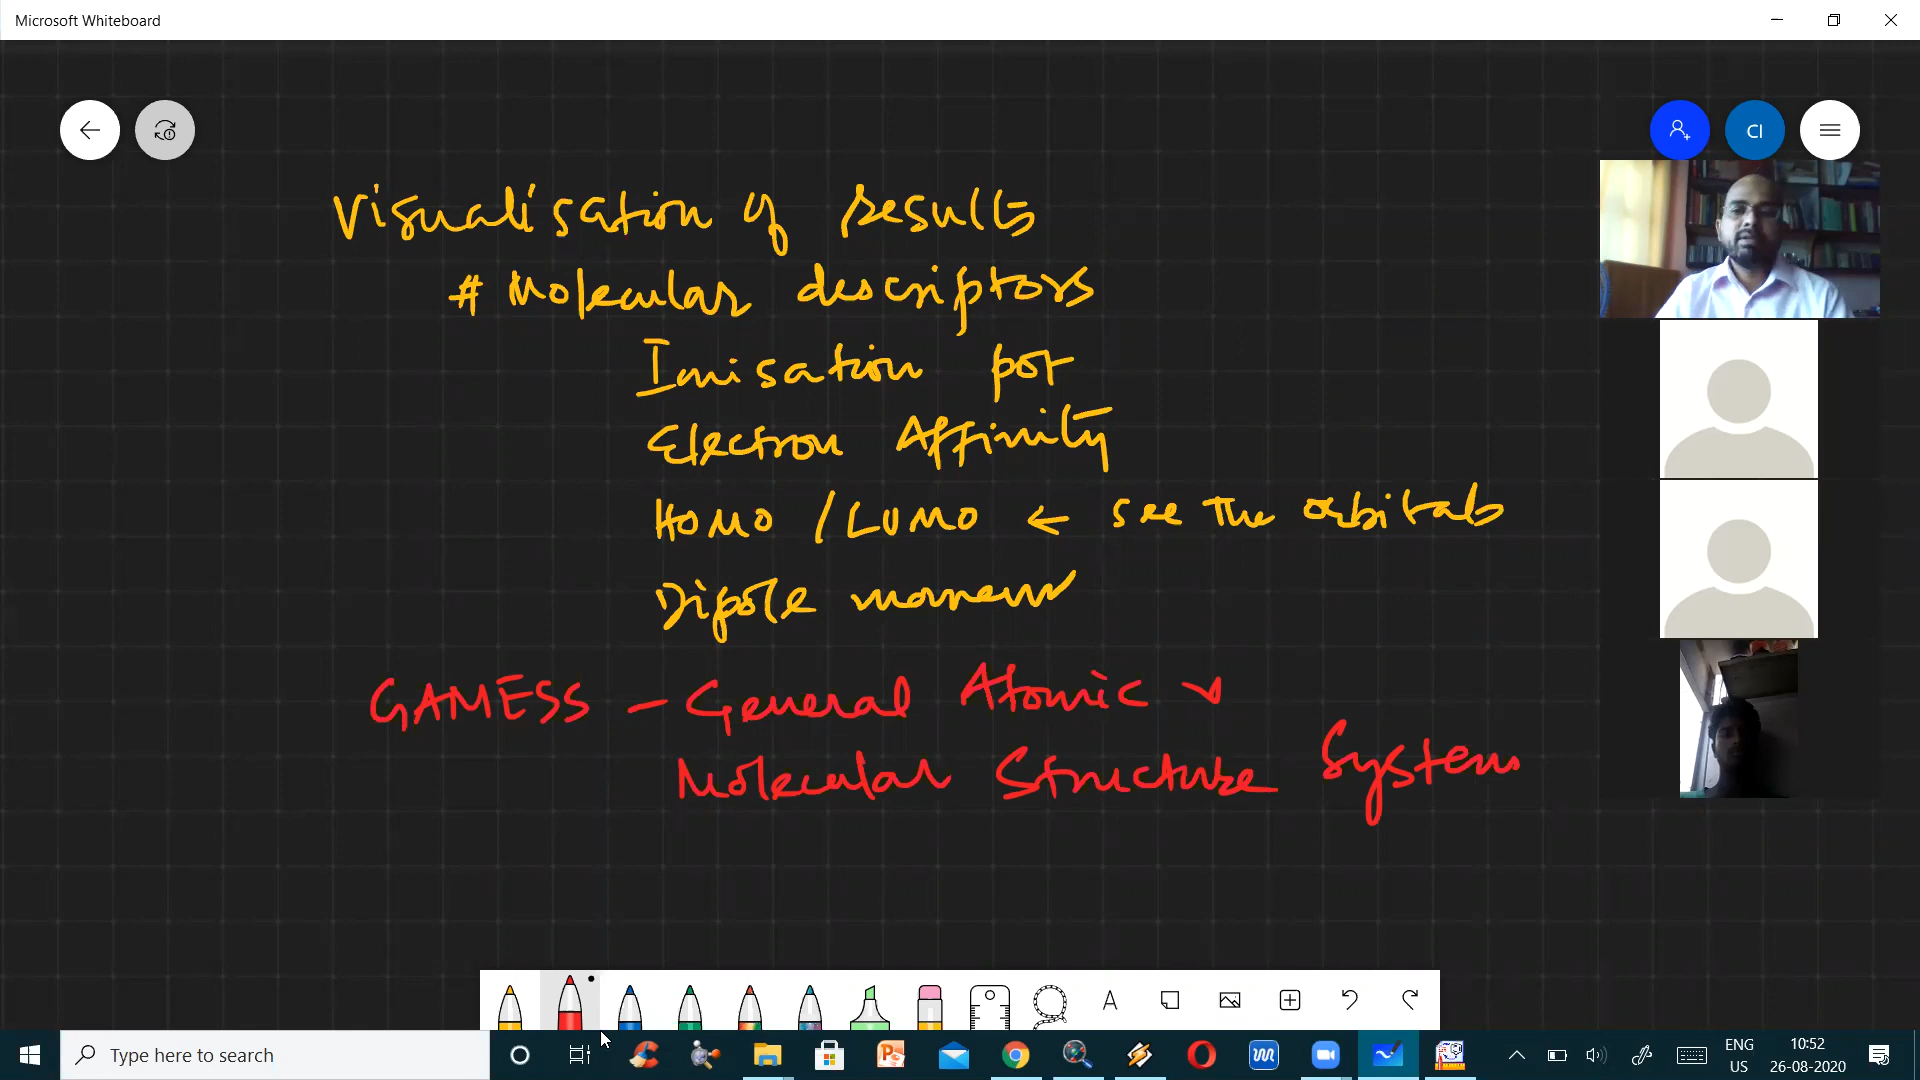 Microsoft Whiteboard
CI
Visualisation of results
# Molecular descriptors
Ionisation pot
Electron Affinity
HOMO / LUMO ← see the orbitals
Dipole moment
GAMESS - General Atomic
Molecular Structure System
A
Type here to search
ENG
US
10:52
26-08-2020